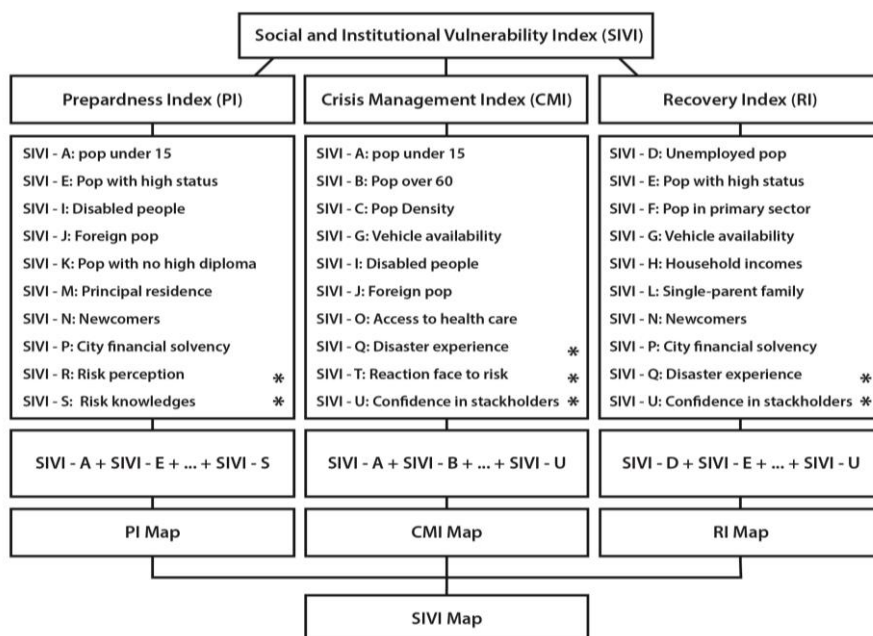 Social and Institutional Vulnerability Index (SIVI)
Prepardness Index (PI)
SIVI - A: pop under 15
SIVI - E: Pop with high status
SIVI - I: Disabled people
SIVI - J: Foreign pop
SIVI - K: Pop with no high diploma
SIVI - M: Principal residence
SIVI - N: Newcomers
SIVI - P: City financial solvency
SIVI - R: Risk perception *
SIVI - S: Risk knowledges *
SIVI - A + SIVI - E + ... + SIVI - S
PI Map
Crisis Management Index (CMI)
SIVI - A: pop under 15
SIVI - B: Pop over 60
SIVI - C: Pop Density
SIVI - G: Vehicle availability
SIVI - I: Disabled people
SIVI - J: Foreign pop
SIVI - O: Access to health care
SIVI - Q: Disaster experience *
SIVI - T: Reaction face to risk *
SIVI - U: Confidence in stackholders *
SIVI - A + SIVI - B + ... + SIVI - U
CMI Map
Recovery Index (RI)
SIVI - D: Unemployed pop
SIVI - E: Pop with high status
SIVI - F: Pop in primary sector
SIVI - G: Vehicle availability
SIVI - H: Household incomes
SIVI - L: Single-parent family
SIVI - N: Newcomers
SIVI - P: City financial solvency
SIVI - Q: Disaster experience *
SIVI - U: Confidence in stackholders *
SIVI - D + SIVI - E + ... + SIVI - U
RI Map
SIVI Map